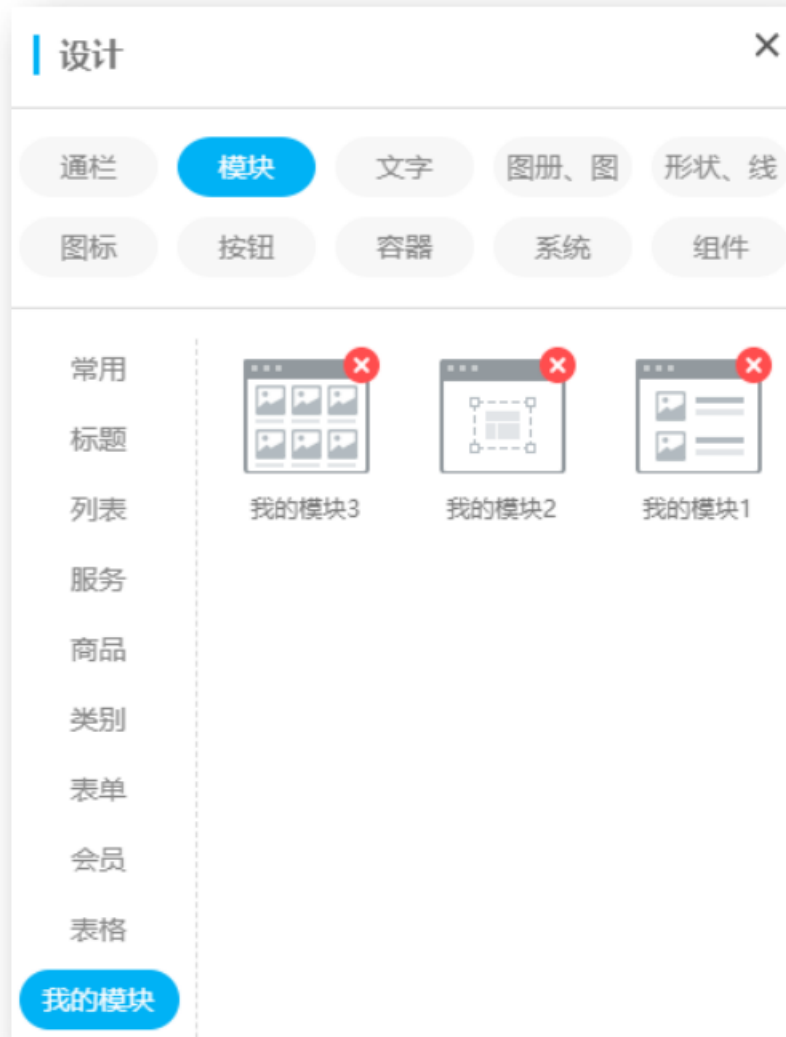 设计
通栏 模块 文字 图册、图 形状、线
图标 按钮 容器 系统 组件
常用
标题
列表
服务
商品
类别
表单
会员
表格
我的模块
我的模块3 我的模块2 我的模块1